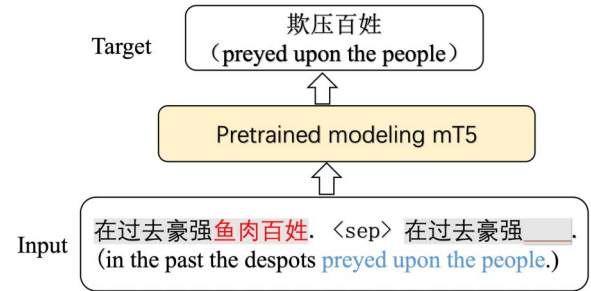 Target
欺压百姓
(preyed upon the people)
Pretrained modeling mT5
Input
在过去豪强鱼肉百姓. <sep> 在过去豪强____.
(in the past the despots preyed upon the people.)